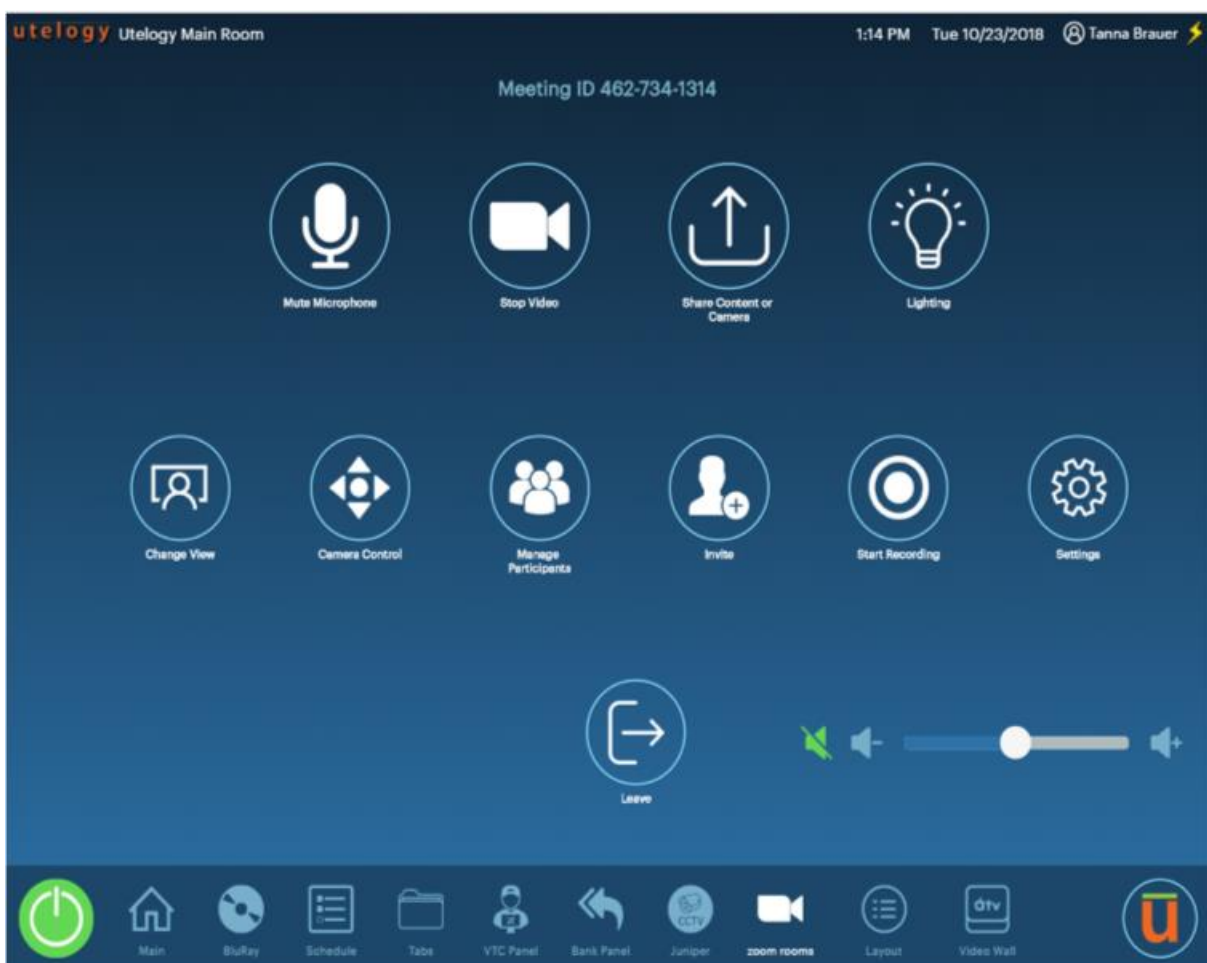 utelogy Utelogy Main Room 1:14 PM Tue 10/23/2018 Tanna Brauer
Meeting ID 462-734-1314
Mute Microphone Stop Video Share Content or Lighting
Camera
Change View Camera Control Manage Invite Start Recording Settings
Participants
Leave
CCTV ātv ū
Main BluRay Schedule Tabs VTC Panel Bank Panel Juniper zoom rooms Layout Video Wall